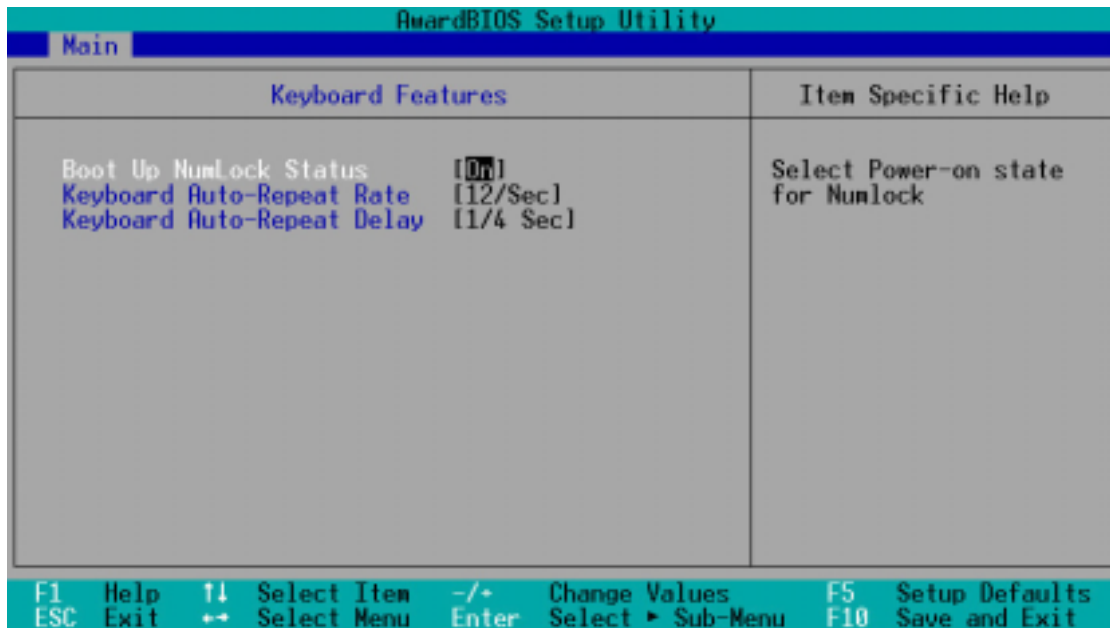 AwardBIOS Setup Utility
Main
Keyboard Features
Item Specific Help
Boot Up NumLock Status [On]
Keyboard Auto-Repeat Rate [12/Sec]
Keyboard Auto-Repeat Delay [1/4 Sec]
Select Power-on state
for Numlock
F1 Help ↑↓ Select Item -/+ Change Values F5 Setup Defaults
ESC Exit ←→ Select Menu Enter Select ► Sub-Menu F10 Save and Exit